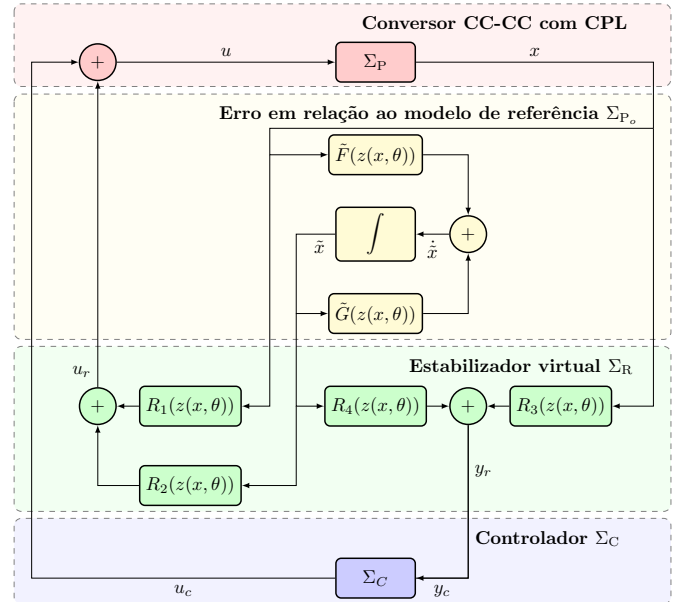 Conversor CC-CC com CPL
u
x
+
Σ_P
Erro em relação ao modelo de referência Σ_{P_o}
F̃(z(x, θ))
∫
+
x̃
ẋ̃
G̃(z(x, θ))
Estabilizador virtual Σ_R
u_r
+
R_1(z(x, θ))
R_4(z(x, θ))
+
R_3(z(x, θ))
R_2(z(x, θ))
y_r
Controlador Σ_C
Σ_C
u_c
y_c